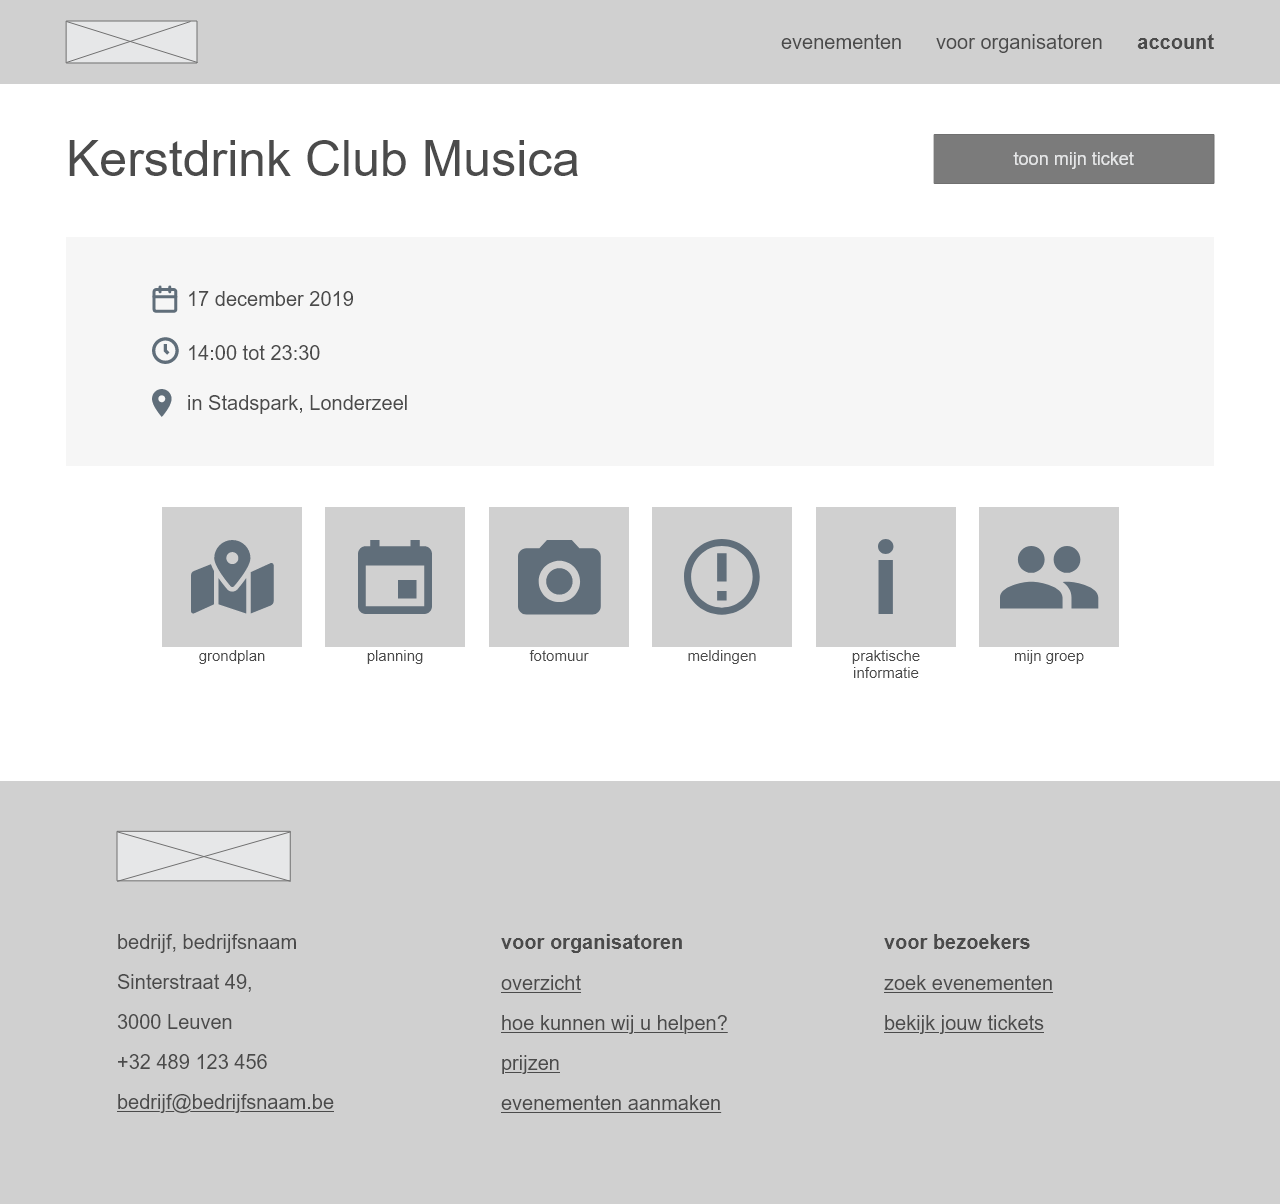 evenementen voor organisatoren account
Kerstdrink Club Musica
toon mijn ticket
17 december 2019
14:00 tot 23:30
in Stadspark, Londerzeel
grondplan
planning
fotomuur
meldingen
praktische
informatie
mijn groep
bedrijf, bedrijfsnaam
Sinterstraat 49,
3000 Leuven
+32 489 123 456
bedrijf@bedrijfsnaam.be
voor organisatoren
overzicht
hoe kunnen wij u helpen?
prijzen
evenementen aanmaken
voor bezoekers
zoek evenementen
bekijk jouw tickets